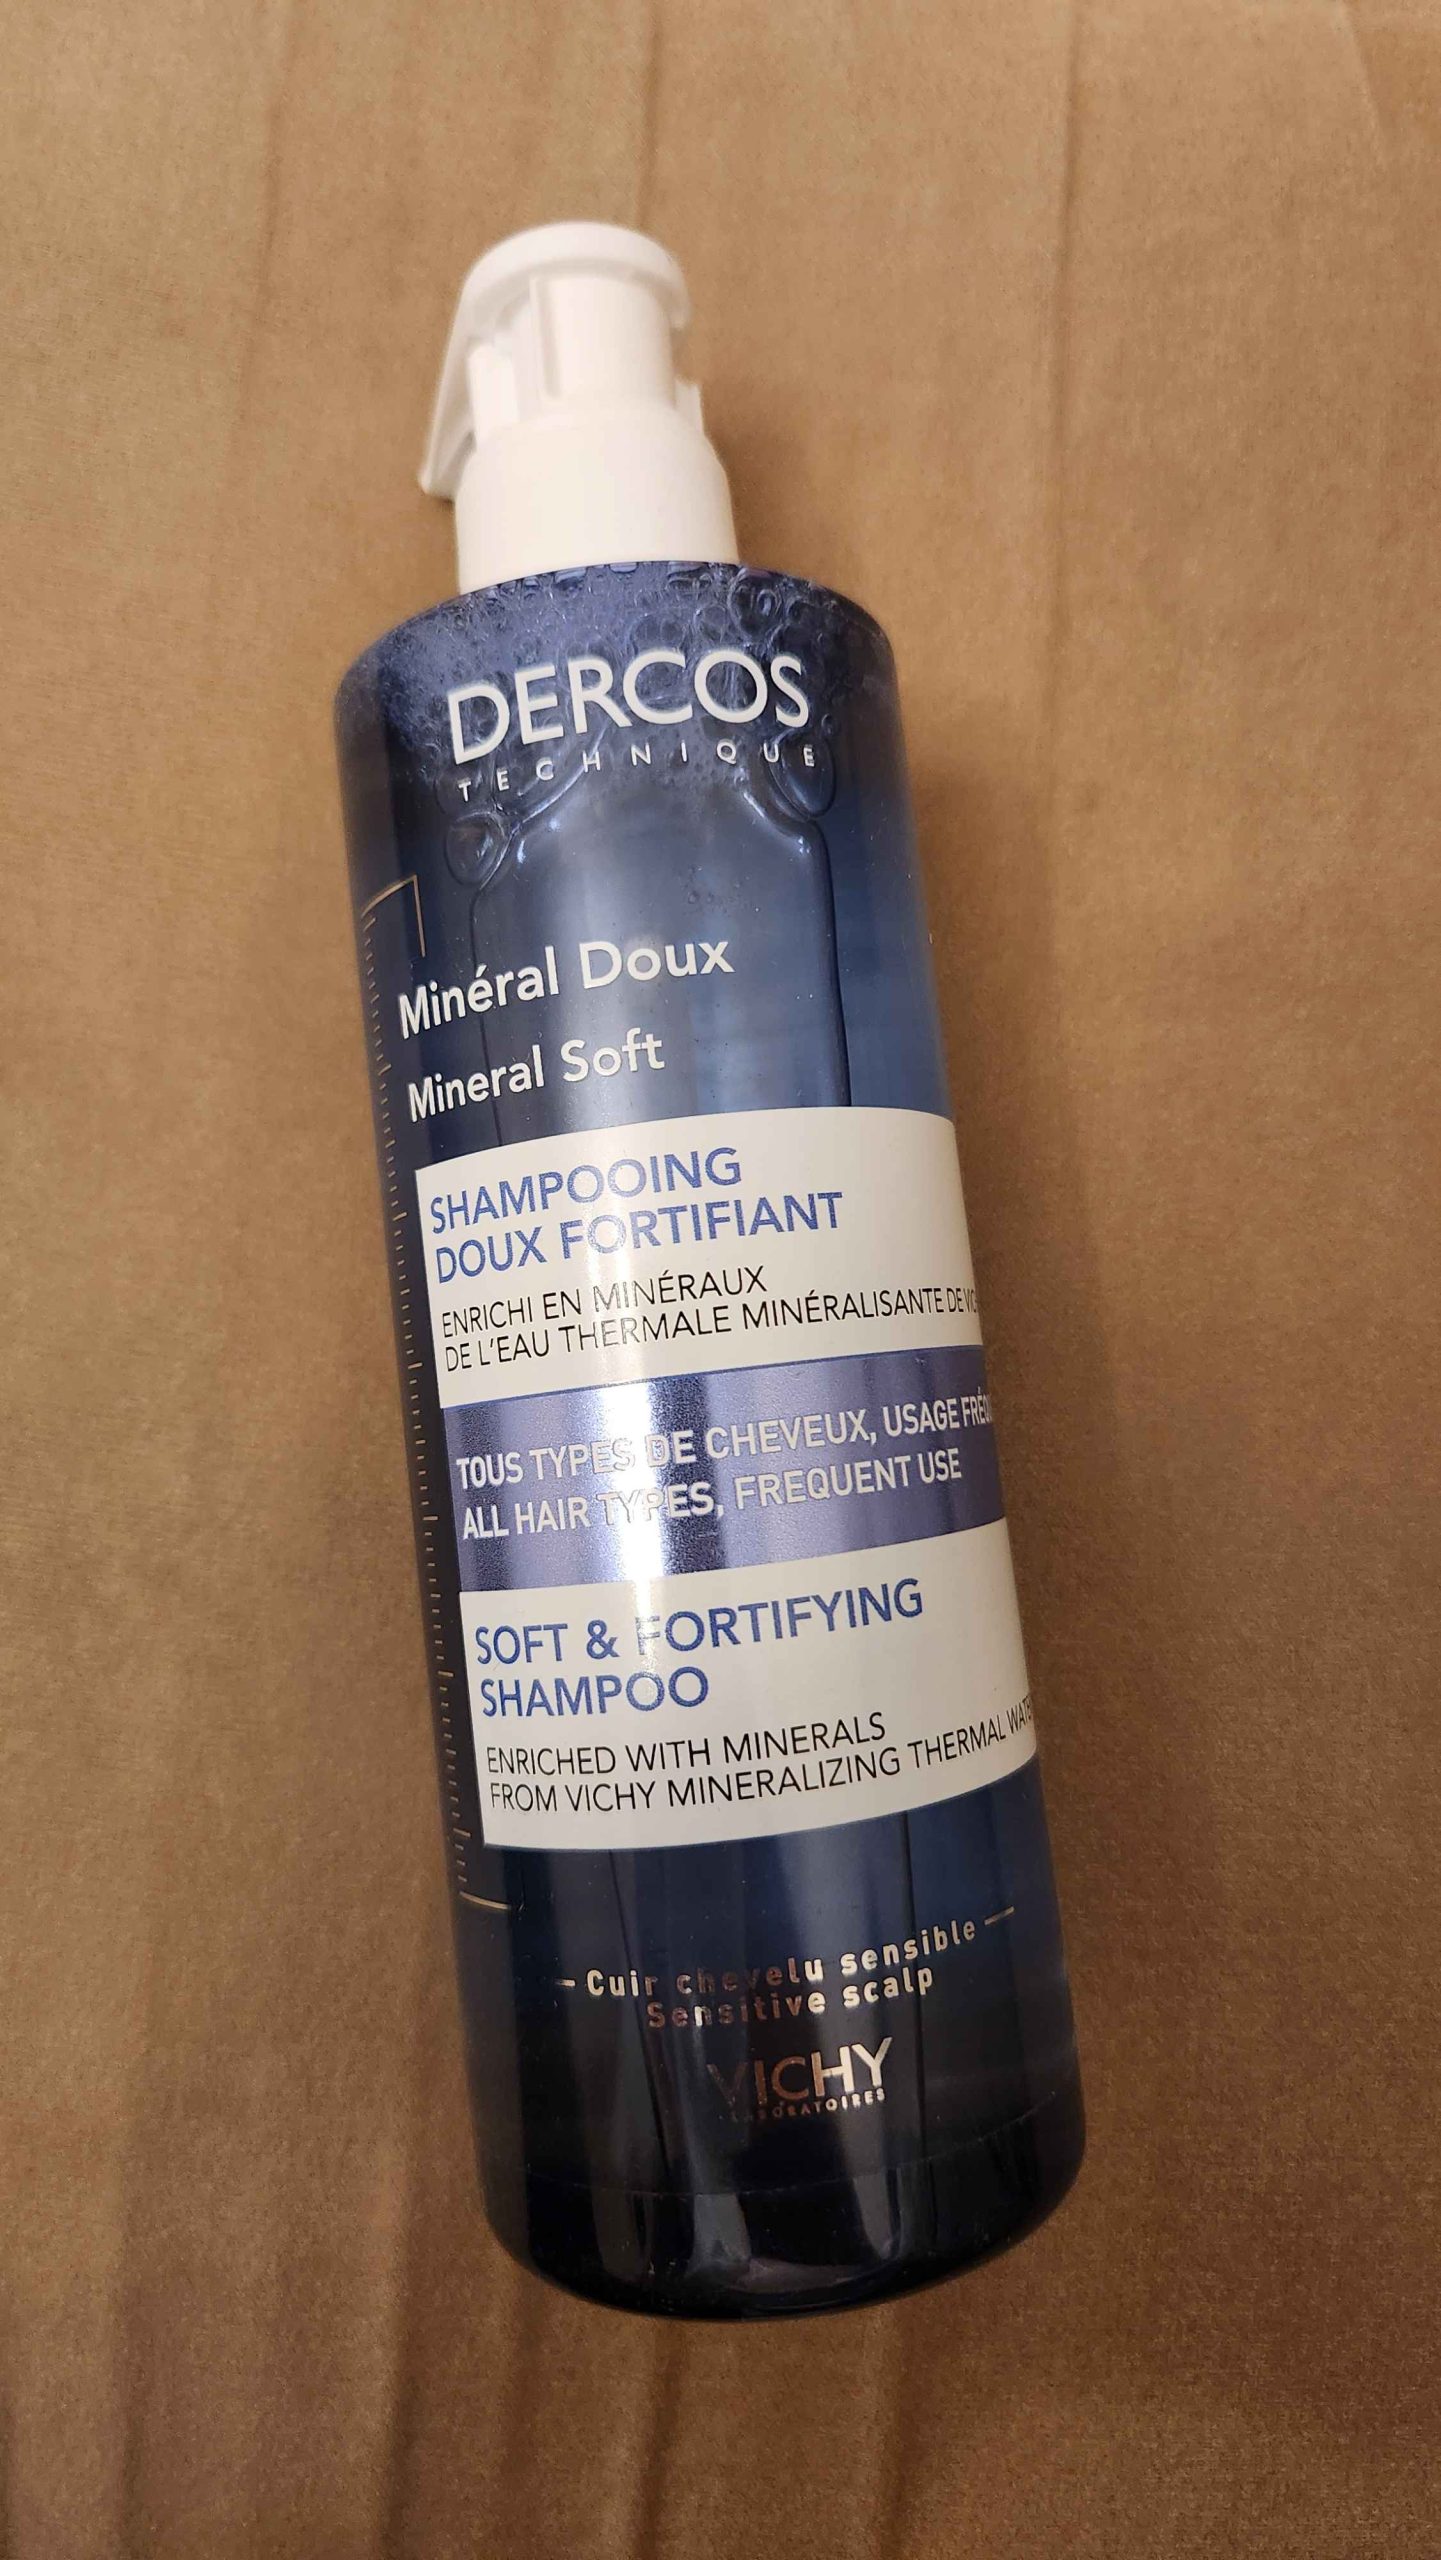 DERCOS
TECHNIQUE
Minéral Doux
Mineral Soft
SHAMPOOING
DOUX FORTIFIANT
ENRICHI EN MINÉRAUX
DE L'EAU THERMALE MINÉRALISANTE DE
TOUS TYPES DE CHEVEUX, USAGE
ALL HAIR TYPES, FREQUENT USE
SOFT & FORTIFYING
SHAMPOO
ENRICHED WITH MINERALS
FROM VICHY MINERALIZING THERMAL WATER
Cuir chevelu sensible
Sensitive scalp
VICHY
LABORATOIRES